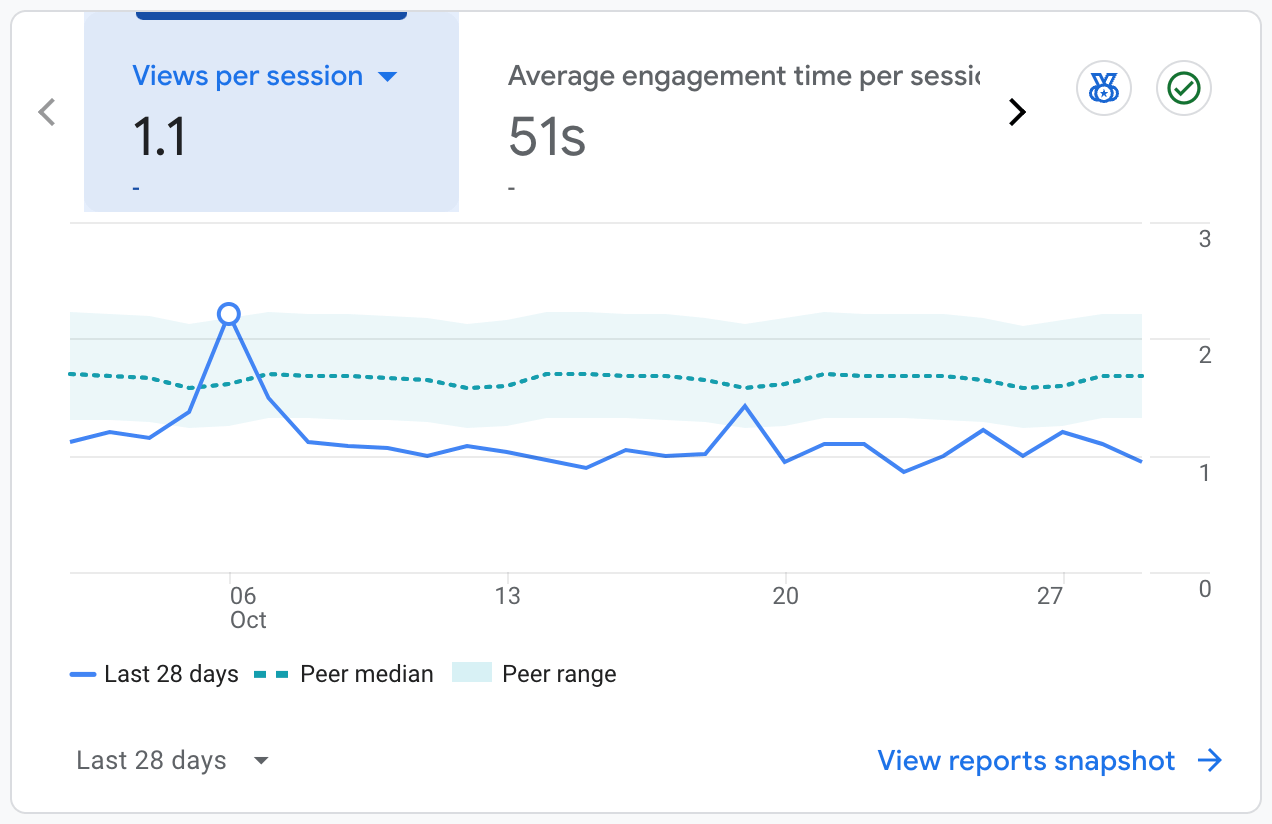 Views per session
1.1
-
Average engagement time per sessi
51s
-
3
2
1
0
06
Oct
13
20
27
Last 28 days
Peer median
Peer range
Last 28 days
View reports snapshot